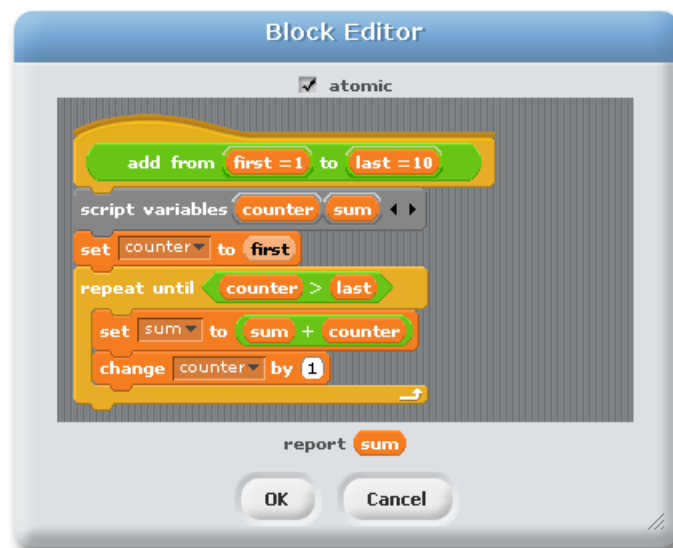 Block Editor
atomic
add from first =1 to last =10
script variables counter sum
set counter to first
repeat until counter > last
set sum to sum + counter
change counter by 1
report sum
OK Cancel